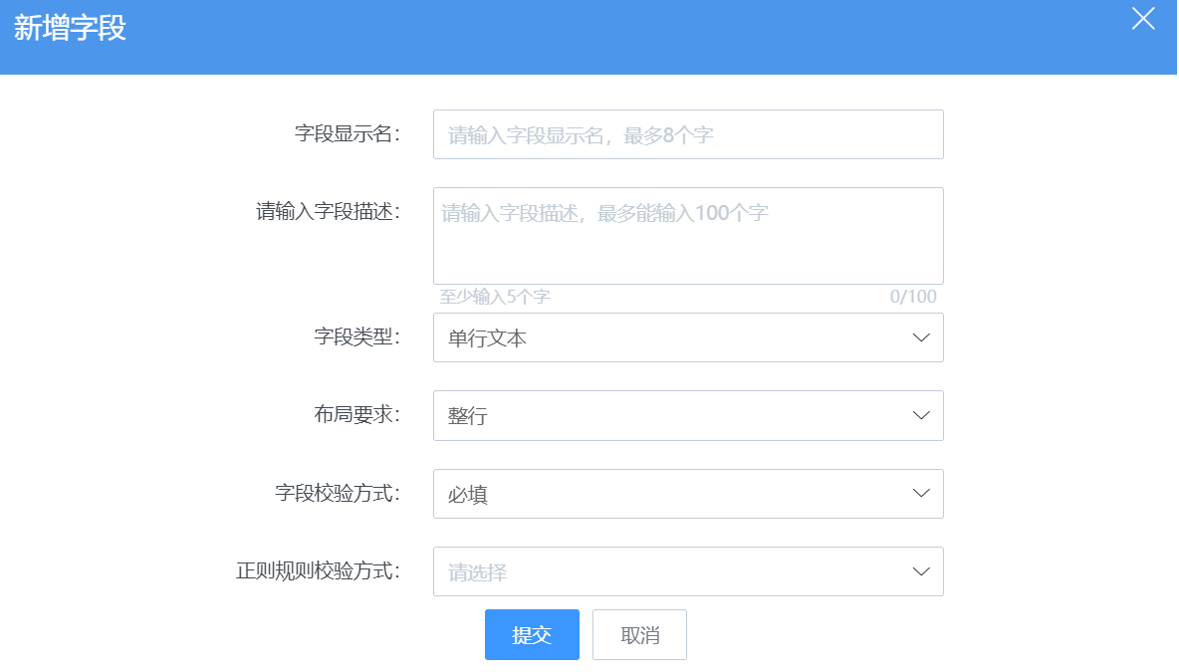 新增字段
字段显示名：
请输入字段显示名，最多8个字
请输入字段描述：
请输入字段描述，最多能输入100个字
至少输入5个字 0/100
字段类型：
单行文本
布局要求：
整行
字段校验方式：
必填
正则规则校验方式：
请选择
提交 取消